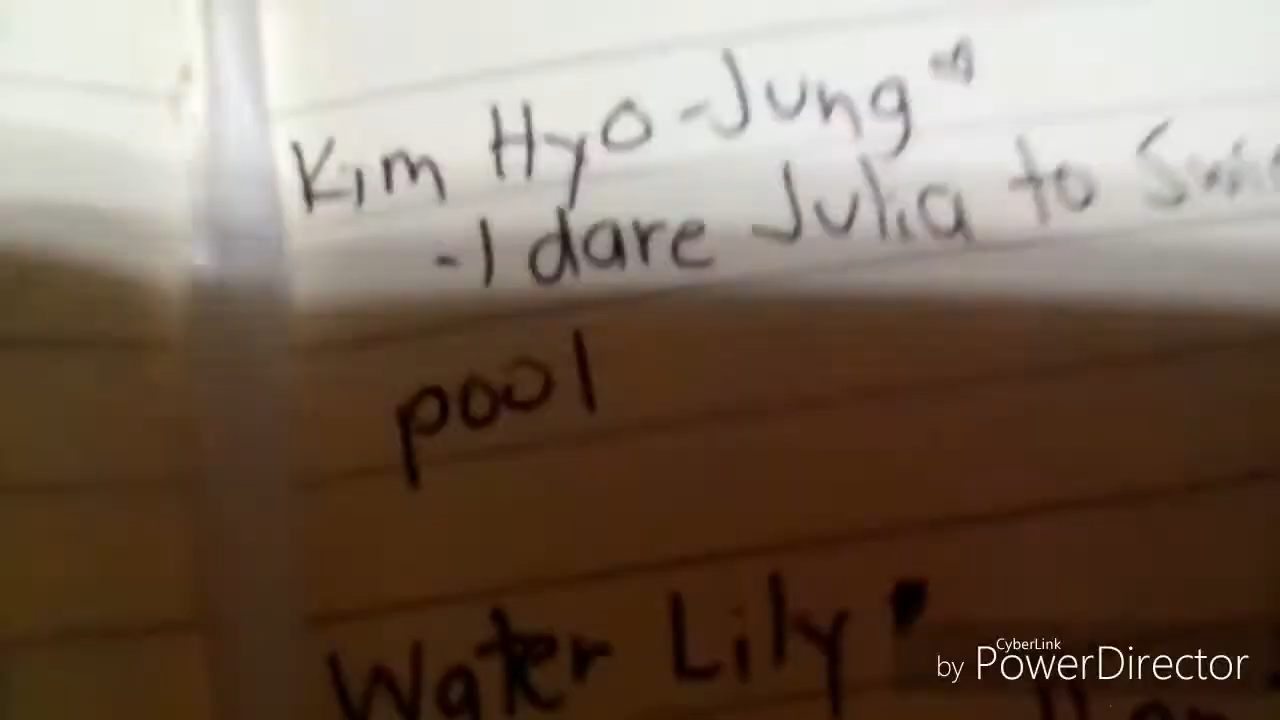 Kim Hyo-Jung
-I dare Julia to
pool
Water Lily
CyberLink
by PowerDirector